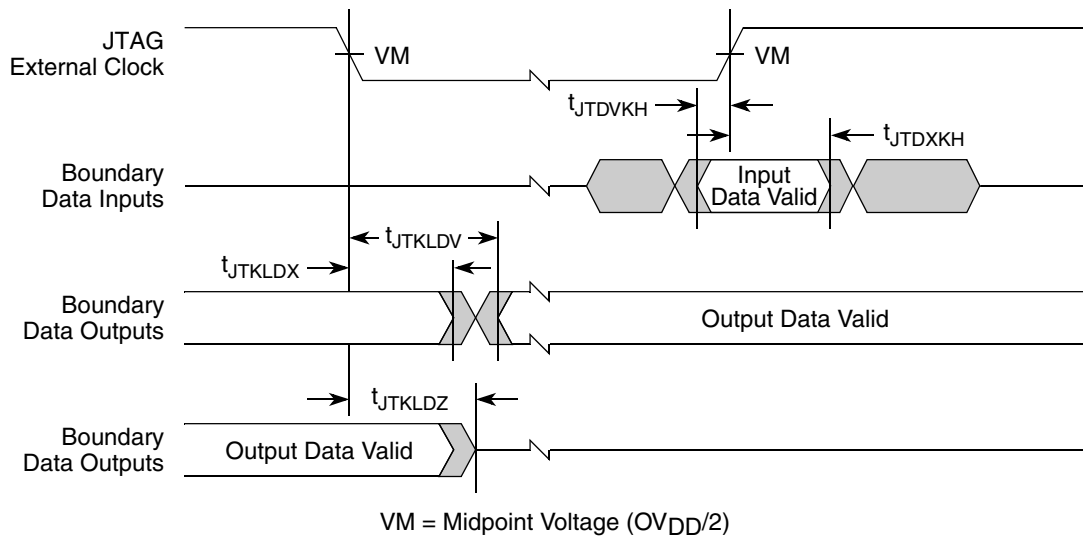 JTAG
External Clock
VM
VM
tJTDVKH
tJTDXKH
Boundary
Data Inputs
Input
Data Valid
tJTKLDV
tJTKLDX
Boundary
Data Outputs
Output Data Valid
tJTKLDZ
Boundary
Data Outputs
Output Data Valid
VM = Midpoint Voltage (OVDD/2)